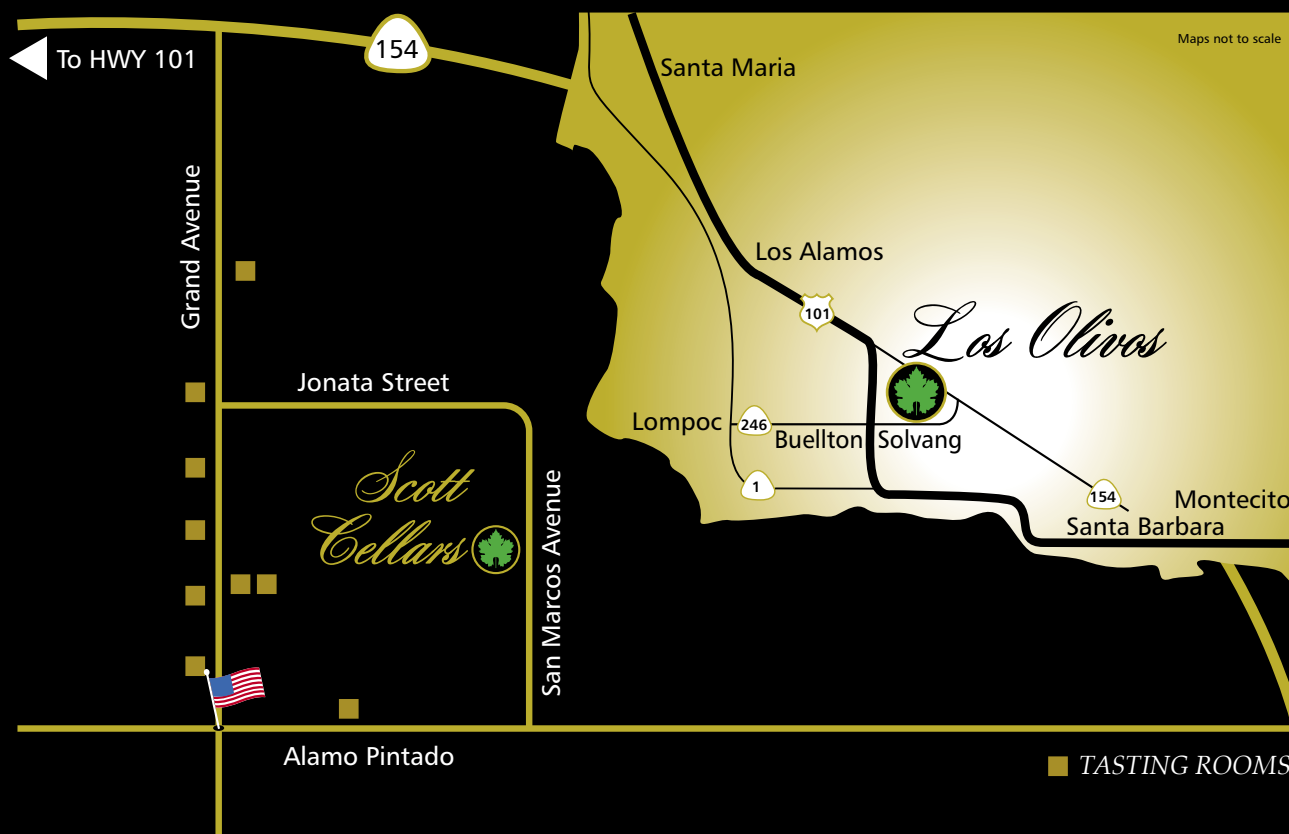 154
To HWY 101
Maps not to scale
Santa Maria
Grand Avenue
Los Alamos
101
Los Olivos
Jonata Street
Lompoc
246
Buellton
Solvang
Scott
Cellars
San Marcos Avenue
1
154
Montecito
Santa Barbara
Alamo Pintado
TASTING ROOMS